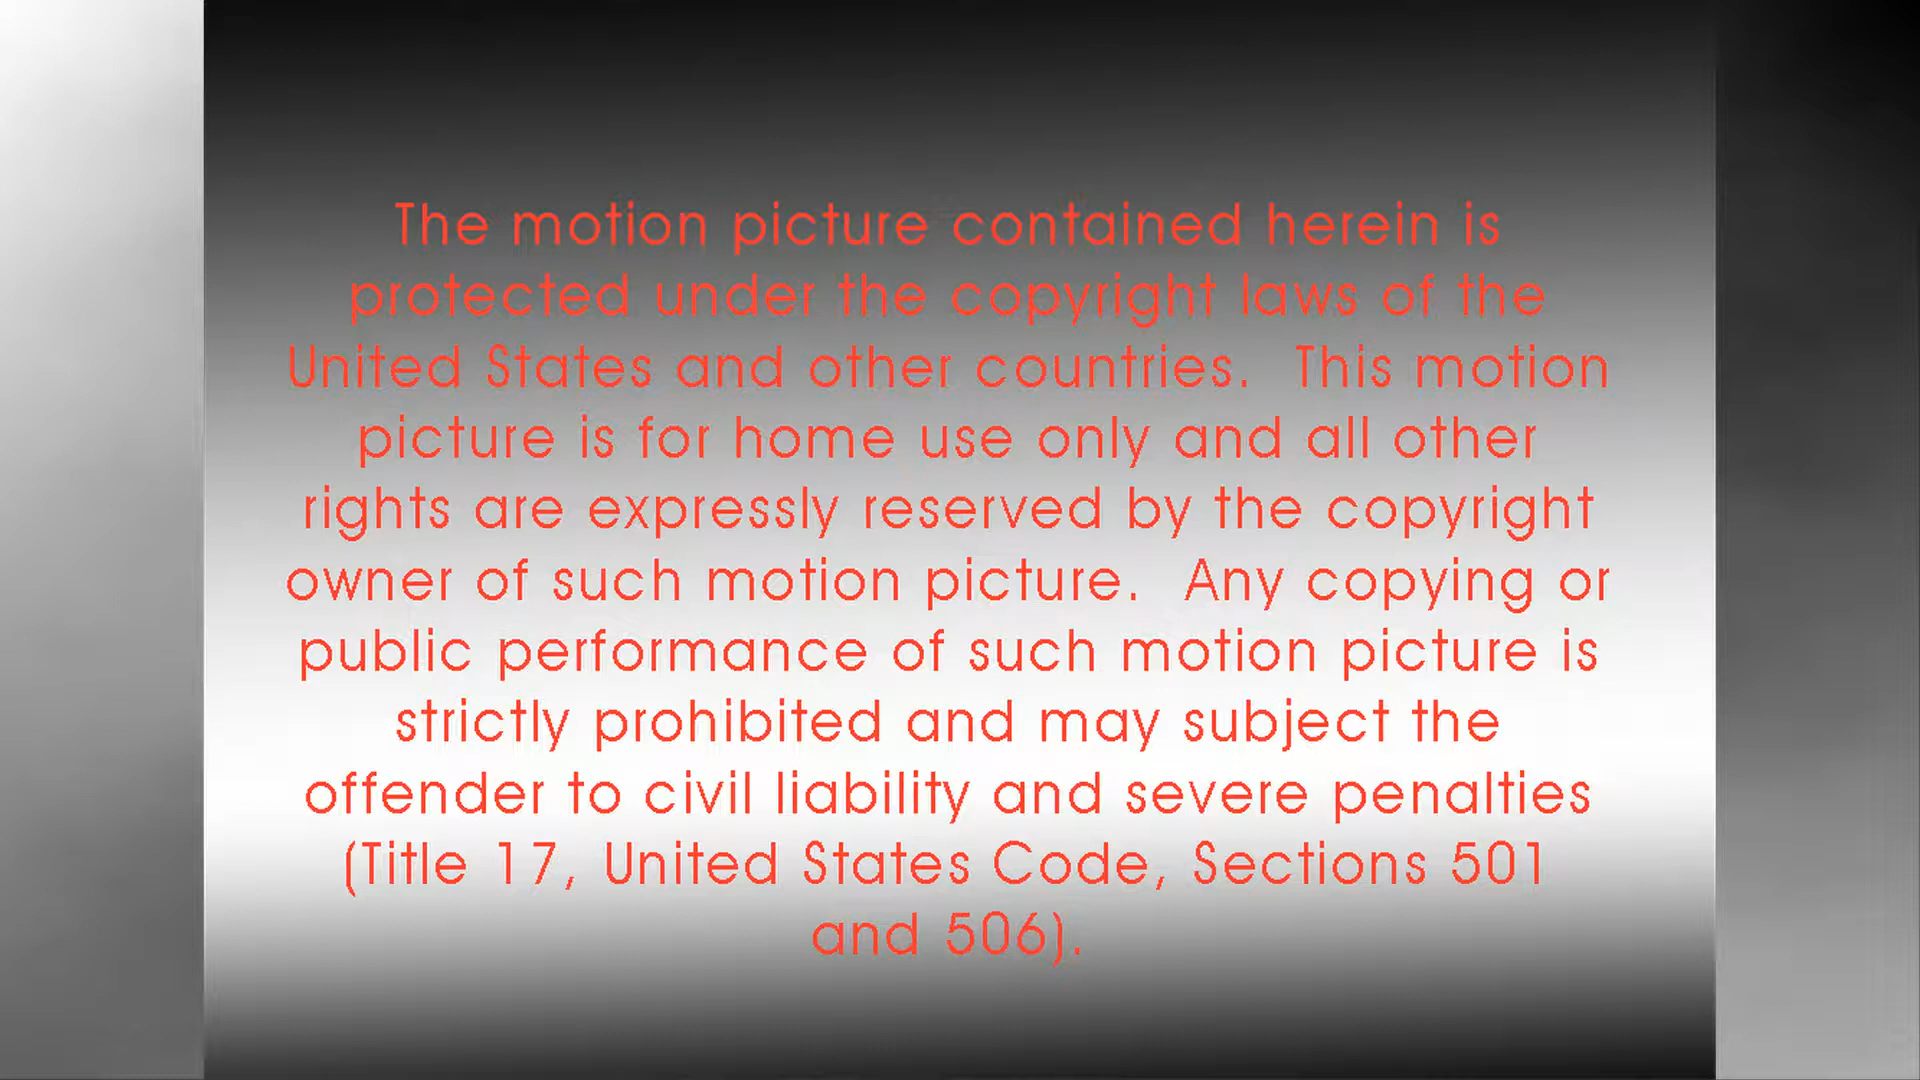 The motion picture contained herein is
protected under the copyright laws of the
United States and other countries.  This motion
picture is for home use only and all other
rights are expressly reserved by the copyright
owner of such motion picture.  Any copying or
public performance of such motion picture is
strictly prohibited and may subject the
offender to civil liability and severe penalties
(Title 17, United States Code, Sections 501
and 506).